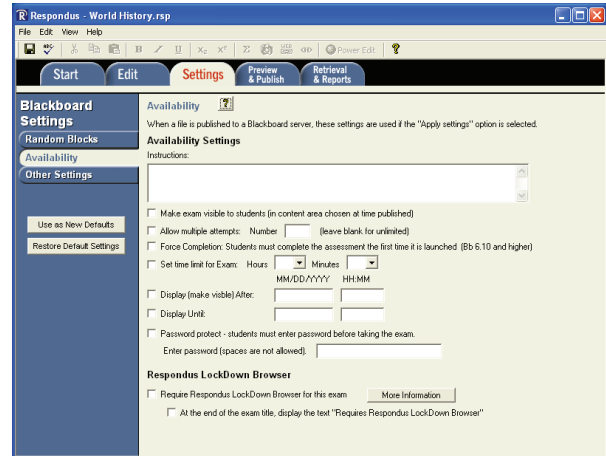 Respondus - World History.rsp
File Edit View Help
B I U X₂ X² Σ Power Edit ?
Start Edit Settings Preview & Publish Retrieval & Reports
Blackboard Settings
Random Blocks
Availability
Other Settings
Use as New Defaults
Restore Default Settings
Availability ?
When a file is published to a Blackboard server, these settings are used if the "Apply settings" option is selected.
Availability Settings
Instructions:
Make exam visible to students (in content area chosen at time published)
Allow multiple attempts: Number (leave blank for unlimited)
Force Completion: Students must complete the assessment the first time it is launched (Bb 6.10 and higher)
Set time limit for Exam: Hours Minutes
MM/DD/YYYY HH:MM
Display (make visble) After:
Display Until:
Password protect - students must enter password before taking the exam.
Enter password (spaces are not allowed).
Respondus LockDown Browser
Require Respondus LockDown Browser for this exam More Information
At the end of the exam title, display the text "Requires Respondus LockDown Browser"